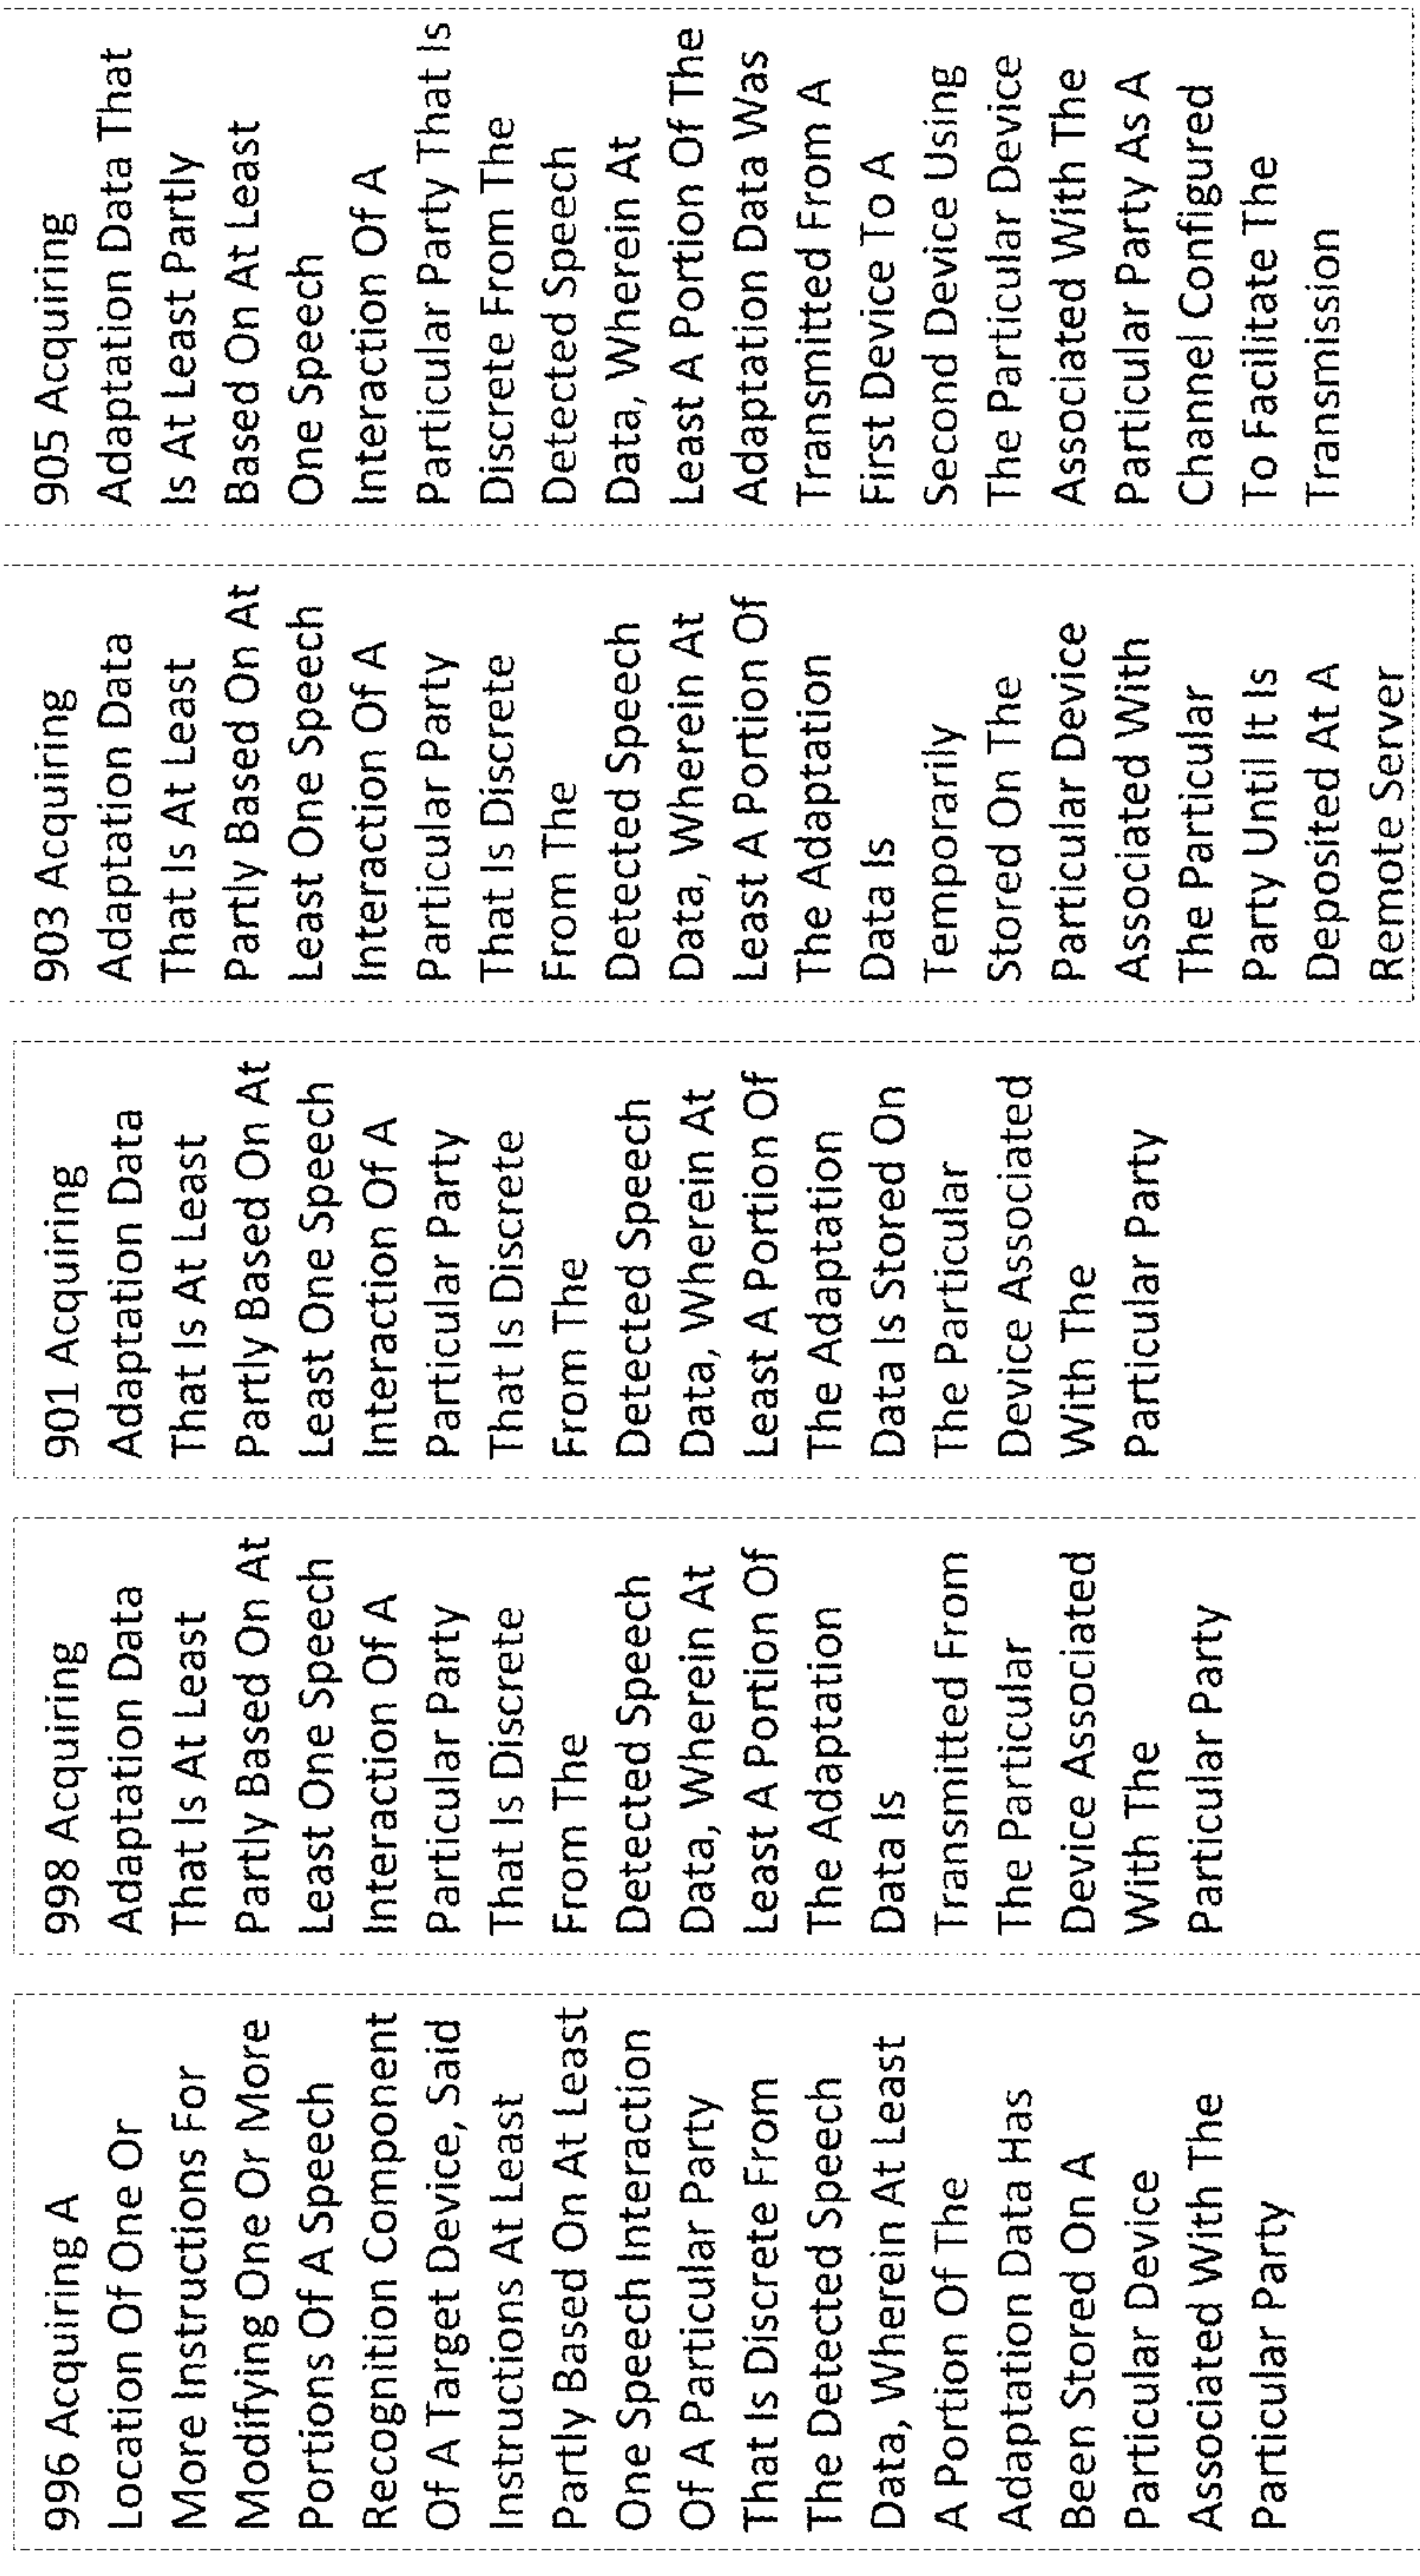 996 Acquiring A
Location Of One Or
More Instructions For
Modifying One Or More
Portions Of A Speech
Recognition Component
Of A Target Device, Said
Instructions At Least
Partly Based On At Least
One Speech Interaction
Of A Particular Party
That Is Discrete From
The Detected Speech
Data, Wherein At Least
A Portion Of The
Adaptation Data Has
Been Stored On A
Particular Device
Associated With The
Particular Party
998 Acquiring
Adaptation Data
That Is At Least
Partly Based On At
Least One Speech
Interaction Of A
Particular Party
That Is Discrete
From The
Detected Speech
Data, Wherein At
Least A Portion Of
The Adaptation
Data Is
Transmitted From
The Particular
Device Associated
With The
Particular Party
901 Acquiring
Adaptation Data
That Is At Least
Partly Based On At
Least One Speech
Interaction Of A
Particular Party
That Is Discrete
From The
Detected Speech
Data, Wherein At
Least A Portion Of
The Adaptation
Data Is Stored On
The Particular
Device Associated
With The
Particular Party
903 Acquiring
Adaptation Data
That Is At Least
Partly Based On At
Least One Speech
Interaction Of A
Particular Party
That Is Discrete
From The
Detected Speech
Data, Wherein At
Least A Portion Of
The Adaptation
Data Is
Temporarily
Stored On The
Particular Device
Associated With
The Particular
Party Until It Is
Deposited At A
Remote Server
905 Acquiring
Adaptation Data That
Is At Least Partly
Based On At Least
One Speech
Interaction Of A
Particular Party That Is
Discrete From The
Detected Speech
Data, Wherein At
Least A Portion Of The
Adaptation Data Was
Transmitted From A
First Device To A
Second Device Using
The Particular Device
Associated With The
Particular Party As A
Channel Configured
To Facilitate The
Transmission